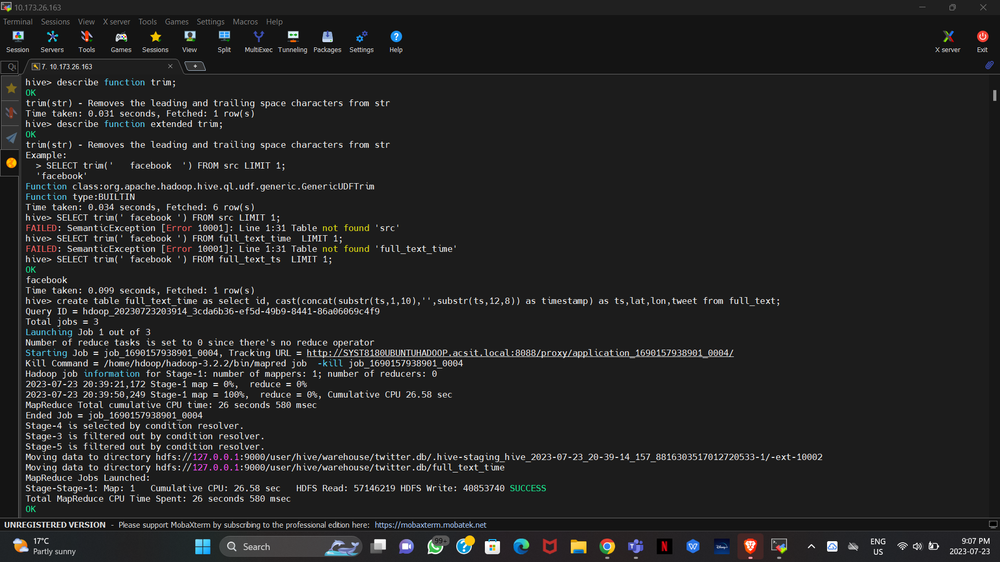 10.173.26.163
Terminal Sessions View X server Tools Games Settings Macros Help
Session Servers Tools Games Sessions View Split MultiExec Tunneling Packages Settings Help X server Exit
7. 10.173.26.163
hive> describe function trim;
OK
trim(str) - Removes the leading and trailing space characters from str
Time taken: 0.031 seconds, Fetched: 1 row(s)
hive> describe function extended trim;
OK
trim(str) - Removes the leading and trailing space characters from str
Example:
  > SELECT trim('   facebook  ') FROM src LIMIT 1;
  'facebook'
Function class:org.apache.hadoop.hive.ql.udf.generic.GenericUDFTrim
Function type:BUILTIN
Time taken: 0.034 seconds, Fetched: 6 row(s)
hive> SELECT trim(' facebook ') FROM src LIMIT 1;
FAILED: SemanticException [Error 10001]: Line 1:31 Table not found 'src'
hive> SELECT trim(' facebook ') FROM full_text_time  LIMIT 1;
FAILED: SemanticException [Error 10001]: Line 1:31 Table not found 'full_text_time'
hive> SELECT trim(' facebook ') FROM full_text_ts  LIMIT 1;
OK
facebook
Time taken: 0.099 seconds, Fetched: 1 row(s)
hive> create table full_text_time as select id, cast(concat(substr(ts,1,10),'',substr(ts,12,8)) as timestamp) as ts,lat,lon,tweet from full_text;
Query ID = hdoop_20230723203914_3cda6b36-ef5d-49b9-8441-86a06069c4f9
Total jobs = 3
Launching Job 1 out of 3
Number of reduce tasks is set to 0 since there's no reduce operator
Starting Job = job_1690157938901_0004, Tracking URL = http://SYST8180UBUNTUHADOOP.acsit.local:8088/proxy/application_1690157938901_0004/
Kill Command = /home/hdoop/hadoop-3.2.2/bin/mapred job  -kill job_1690157938901_0004
Hadoop job information for Stage-1: number of mappers: 1; number of reducers: 0
2023-07-23 20:39:21,172 Stage-1 map = 0%,  reduce = 0%
2023-07-23 20:39:50,249 Stage-1 map = 100%,  reduce = 0%, Cumulative CPU 26.58 sec
MapReduce Total cumulative CPU time: 26 seconds 580 msec
Ended Job = job_1690157938901_0004
Stage-4 is selected by condition resolver.
Stage-3 is filtered out by condition resolver.
Stage-5 is filtered out by condition resolver.
Moving data to directory hdfs://127.0.0.1:9000/user/hive/warehouse/twitter.db/.hive-staging_hive_2023-07-23_20-39-14_157_8816303517012720533-1/-ext-10002
Moving data to directory hdfs://127.0.0.1:9000/user/hive/warehouse/twitter.db/full_text_time
MapReduce Jobs Launched:
Stage-Stage-1: Map: 1   Cumulative CPU: 26.58 sec   HDFS Read: 57146219 HDFS Write: 40853740 SUCCESS
Total MapReduce CPU Time Spent: 26 seconds 580 msec
OK
UNREGISTERED VERSION - Please support MobaXterm by subscribing to the professional edition here: https://mobaxterm.mobatek.net
17°C
Partly sunny
Search
99+
Disney+
ENG
US
9:07 PM
2023-07-23